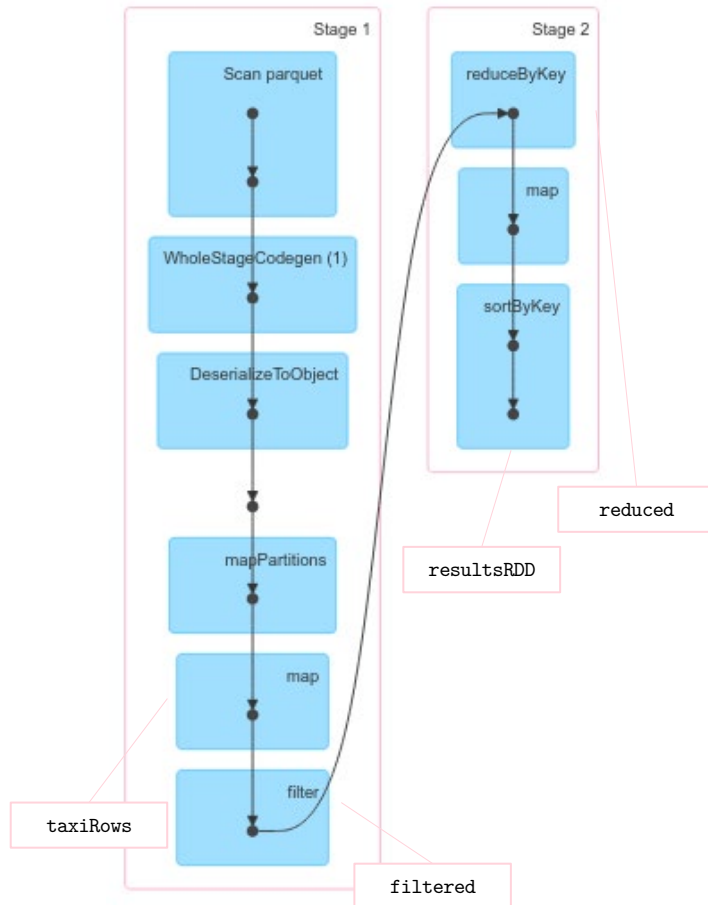 Stage 1
Scan parquet
WholeStageCodegen (1)
DeserializeToObject
mapPartitions
map
filter
taxiRows
filtered
Stage 2
reduceByKey
map
sortByKey
reduced
resultsRDD